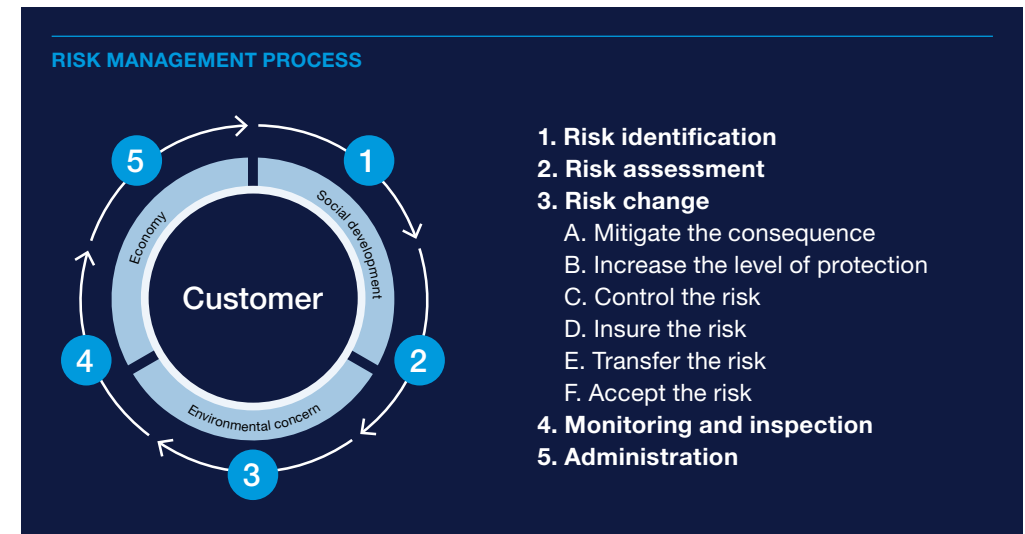 RISK MANAGEMENT PROCESS
1
2
3
4
5
Economy
Social development
Environmental concern
Customer
1. Risk identification
2. Risk assessment
3. Risk change
A. Mitigate the consequence
B. Increase the level of protection
C. Control the risk
D. Insure the risk
E. Transfer the risk
F. Accept the risk
4. Monitoring and inspection
5. Administration